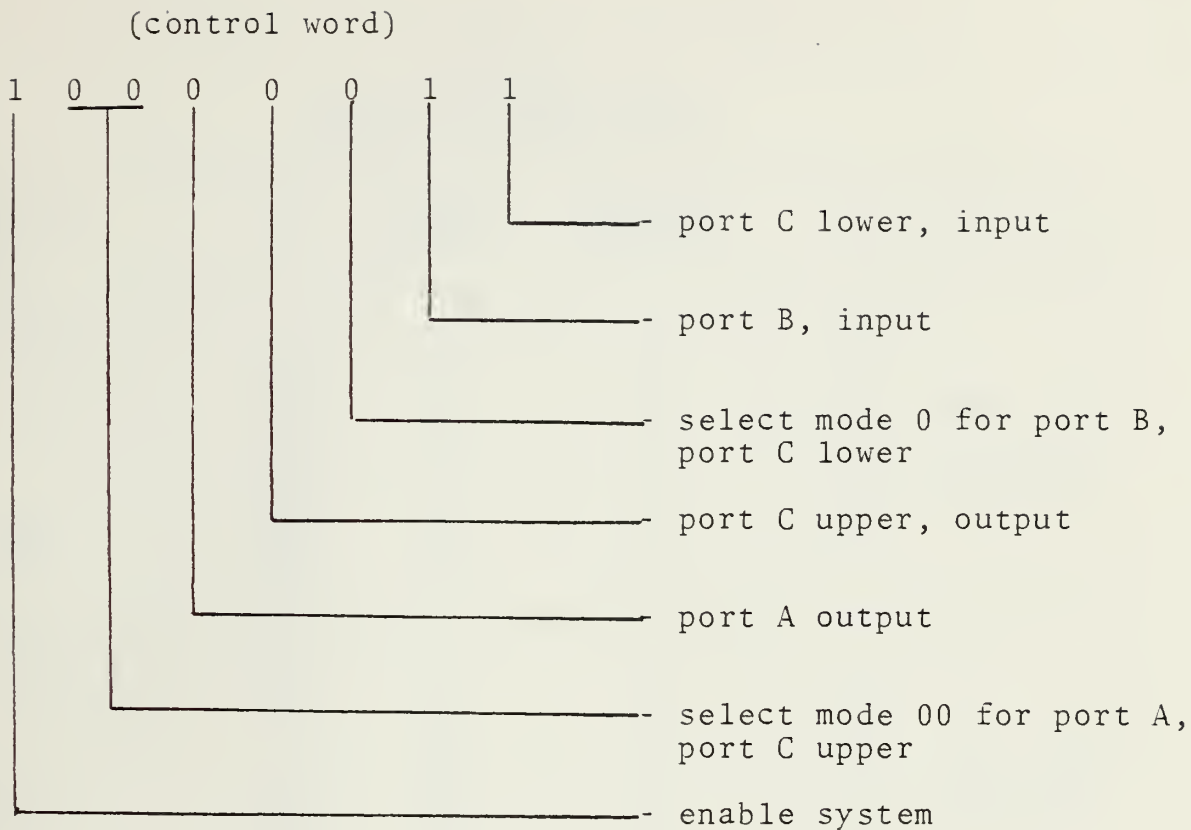 (control word)
1 0 0 0 0 0 1 1
port C lower, input
port B, input
select mode 0 for port B,
port C lower
port C upper, output
port A output
select mode 00 for port A,
port C upper
enable system